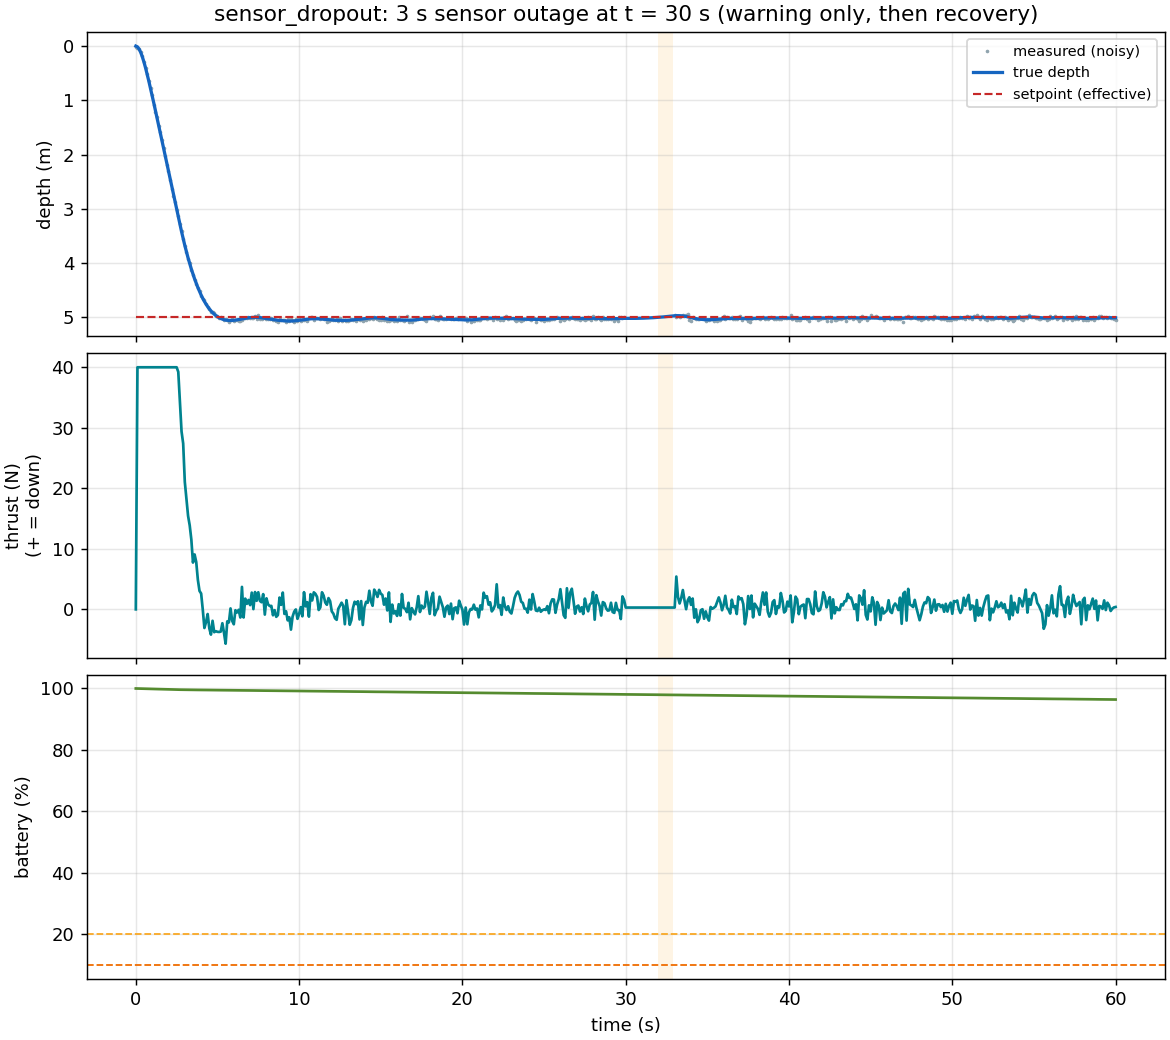 sensor_dropout: 3 s sensor outage at t = 30 s (warning only, then recovery)
measured (noisy)
true depth
setpoint (effective)
depth (m)
0
1
2
3
4
5
thrust (N)
(+ = down)
40
30
20
10
0
battery (%)
100
80
60
40
20
0
10
20
30
40
50
60
time (s)